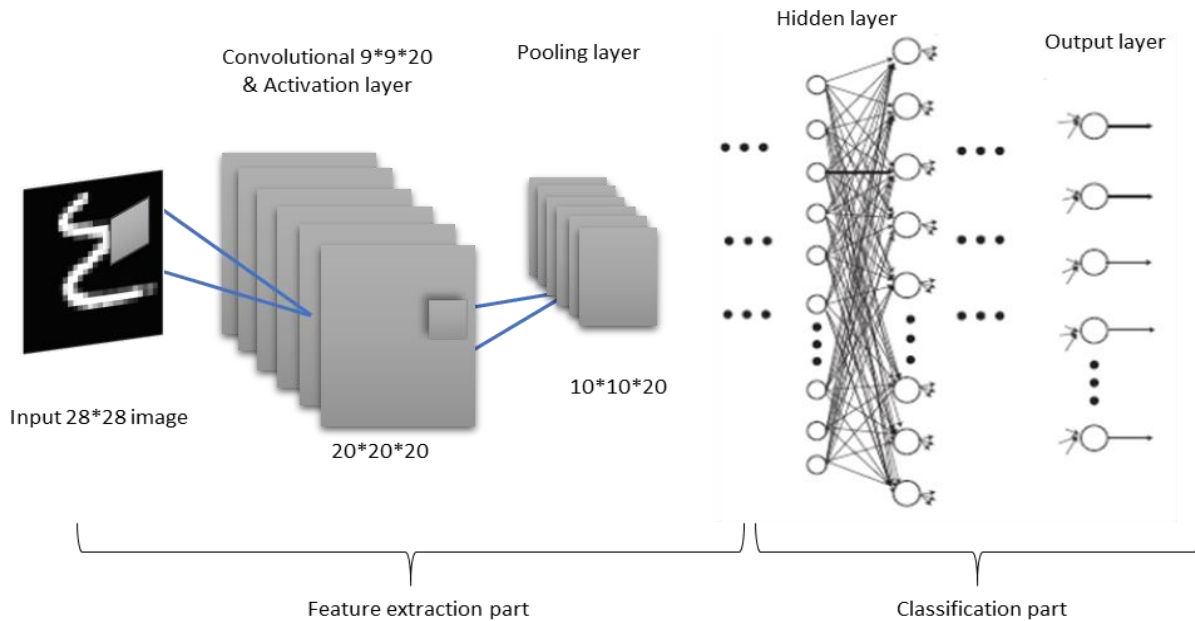 Convolutional 9*9*20
& Activation layer
Pooling layer
Hidden layer
Output layer
Input 28*28 image
20*20*20
10*10*20
Feature extraction part
Classification part